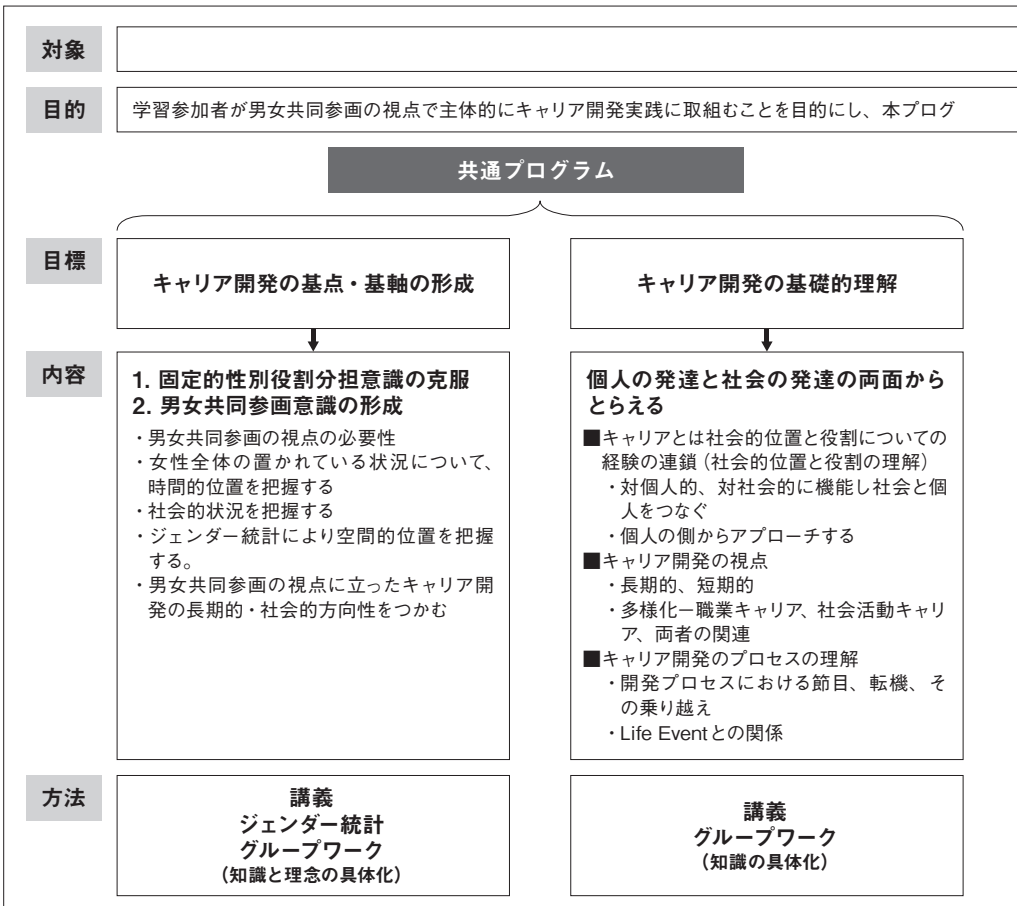 対象
目的
学習参加者が男女共同参画の視点で主体的にキャリア開発実践に取組むことを目的にし、本プログ
共通プログラム
目標
キャリア開発の基点・基軸の形成
キャリア開発の基礎的理解
内容
1. 固定的性別役割分担意識の克服
2. 男女共同参画意識の形成
・男女共同参画の視点の必要性
・女性全体の置かれている状況について、
時間的位置を把握する
・社会的状況を把握する
・ジェンダー統計により空間的位置を把握
する。
・男女共同参画の視点に立ったキャリア開
発の長期的・社会的方向性をつかむ
個人の発達と社会の発達の両面から
とらえる
■キャリアとは社会的位置と役割についての
経験の連鎖（社会的位置と役割の理解）
・対個人的、対社会的に機能し社会と個
人をつなぐ
・個人の側からアプローチする
■キャリア開発の視点
・長期的、短期的
・多様化ー職業キャリア、社会活動キャリ
ア、両者の関連
■キャリア開発のプロセスの理解
・開発プロセスにおける節目、転機、そ
の乗り越え
・Life Eventとの関係
方法
講義
ジェンダー統計
グループワーク
（知識と理念の具体化）
講義
グループワーク
（知識の具体化）